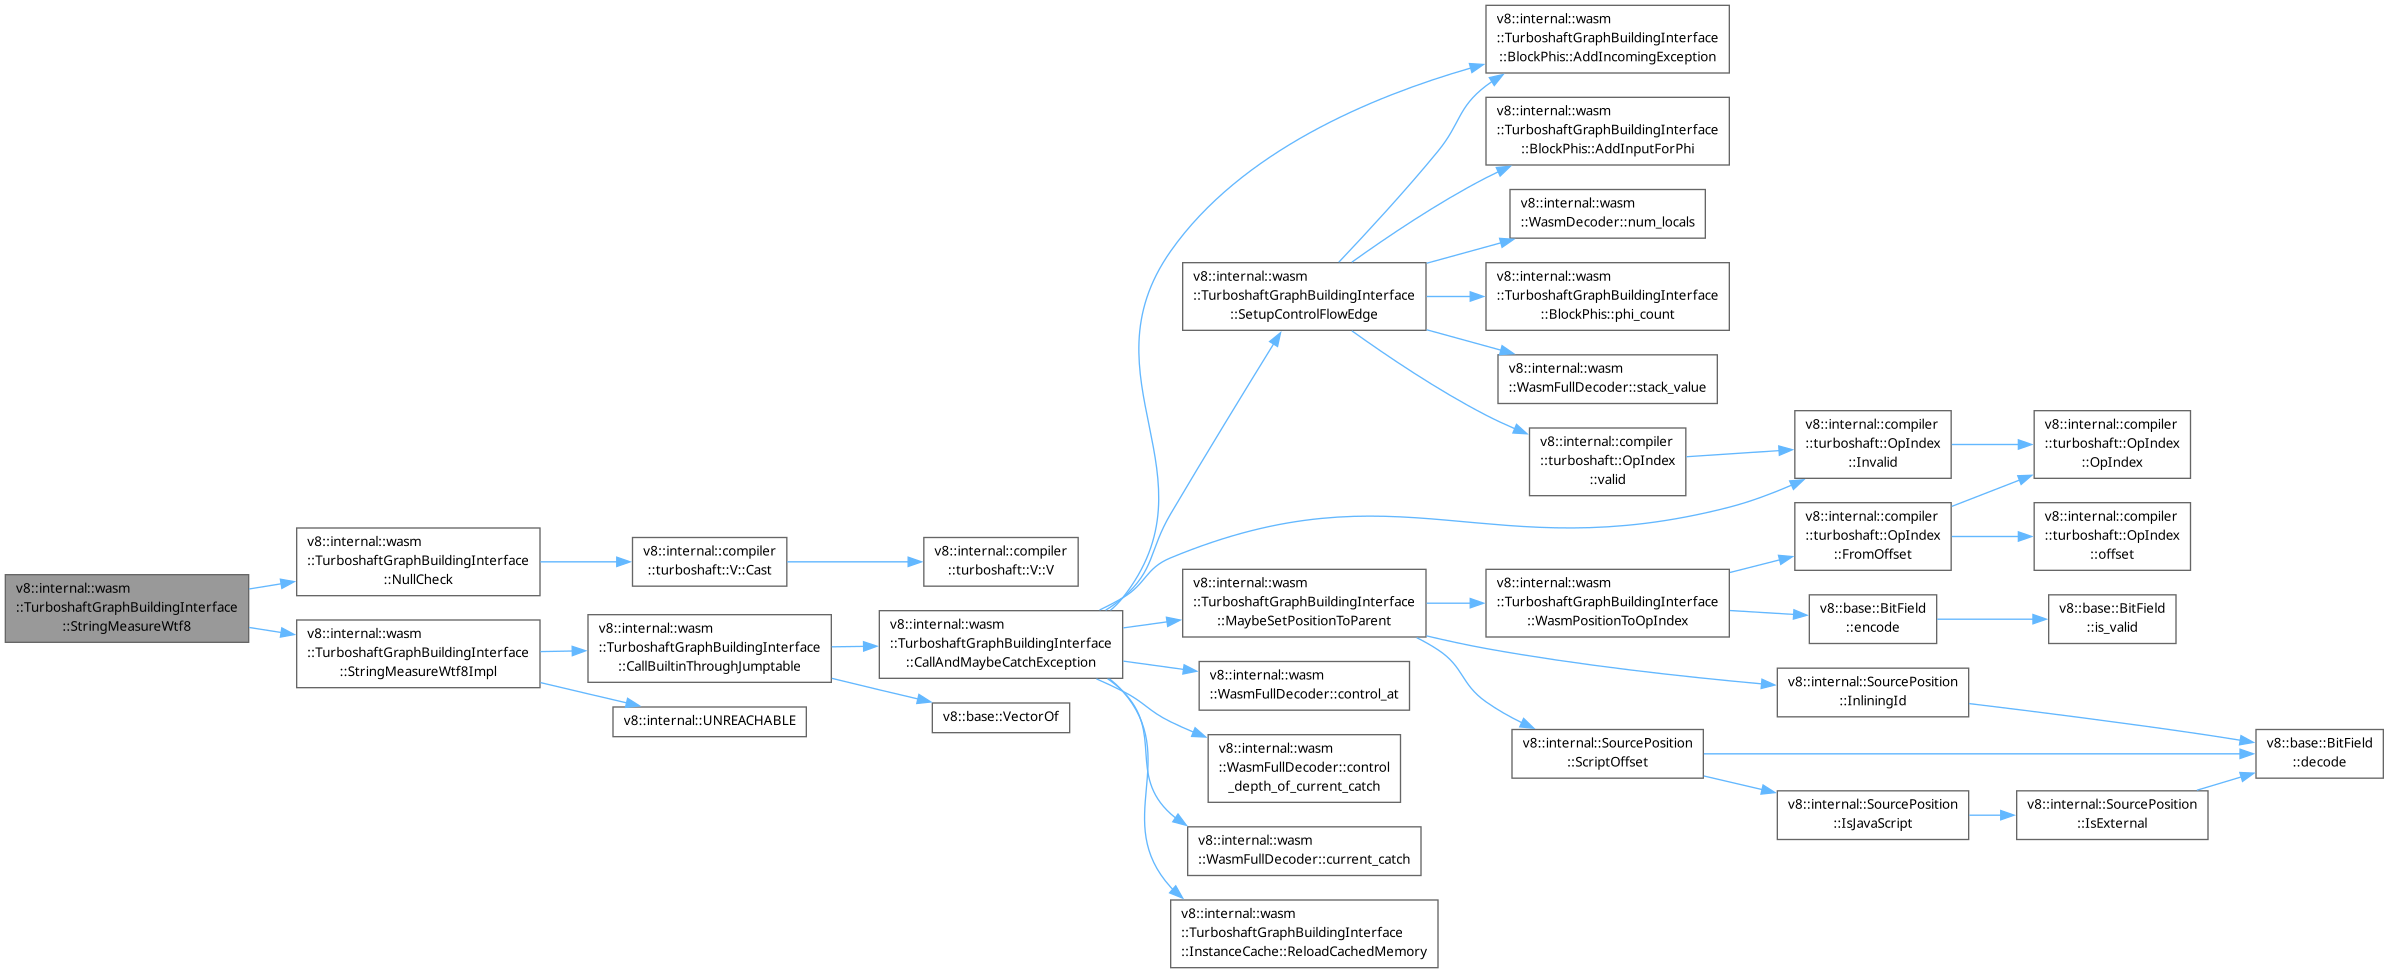 v8::internal::wasm
::TurboshaftGraphBuildingInterface
::StringMeasureWtf8
v8::internal::wasm
::TurboshaftGraphBuildingInterface
::NullCheck
v8::internal::compiler
::turboshaft::V::Cast
v8::internal::compiler
::turboshaft::V::V
v8::internal::wasm
::TurboshaftGraphBuildingInterface
::StringMeasureWtf8Impl
v8::internal::wasm
::TurboshaftGraphBuildingInterface
::CallBuiltinThroughJumptable
v8::internal::UNREACHABLE
v8::internal::wasm
::TurboshaftGraphBuildingInterface
::CallAndMaybeCatchException
v8::base::VectorOf
v8::internal::wasm
::TurboshaftGraphBuildingInterface
::BlockPhis::AddIncomingException
v8::internal::wasm
::TurboshaftGraphBuildingInterface
::BlockPhis::AddInputForPhi
v8::internal::wasm
::WasmDecoder::num_locals
v8::internal::wasm
::TurboshaftGraphBuildingInterface
::SetupControlFlowEdge
v8::internal::wasm
::TurboshaftGraphBuildingInterface
::BlockPhis::phi_count
v8::internal::wasm
::WasmFullDecoder::stack_value
v8::internal::compiler
::turboshaft::OpIndex
::valid
v8::internal::compiler
::turboshaft::OpIndex
::Invalid
v8::internal::compiler
::turboshaft::OpIndex
::OpIndex
v8::internal::compiler
::turboshaft::OpIndex
::FromOffset
v8::internal::compiler
::turboshaft::OpIndex
::offset
v8::internal::wasm
::TurboshaftGraphBuildingInterface
::MaybeSetPositionToParent
v8::internal::wasm
::TurboshaftGraphBuildingInterface
::WasmPositionToOpIndex
v8::base::BitField
::encode
v8::base::BitField
::is_valid
v8::internal::wasm
::WasmFullDecoder::control_at
v8::internal::SourcePosition
::InliningId
v8::internal::wasm
::WasmFullDecoder::control
_depth_of_current_catch
v8::internal::SourcePosition
::ScriptOffset
v8::base::BitField
::decode
v8::internal::SourcePosition
::IsJavaScript
v8::internal::SourcePosition
::IsExternal
v8::internal::wasm
::WasmFullDecoder::current_catch
v8::internal::wasm
::TurboshaftGraphBuildingInterface
::InstanceCache::ReloadCachedMemory